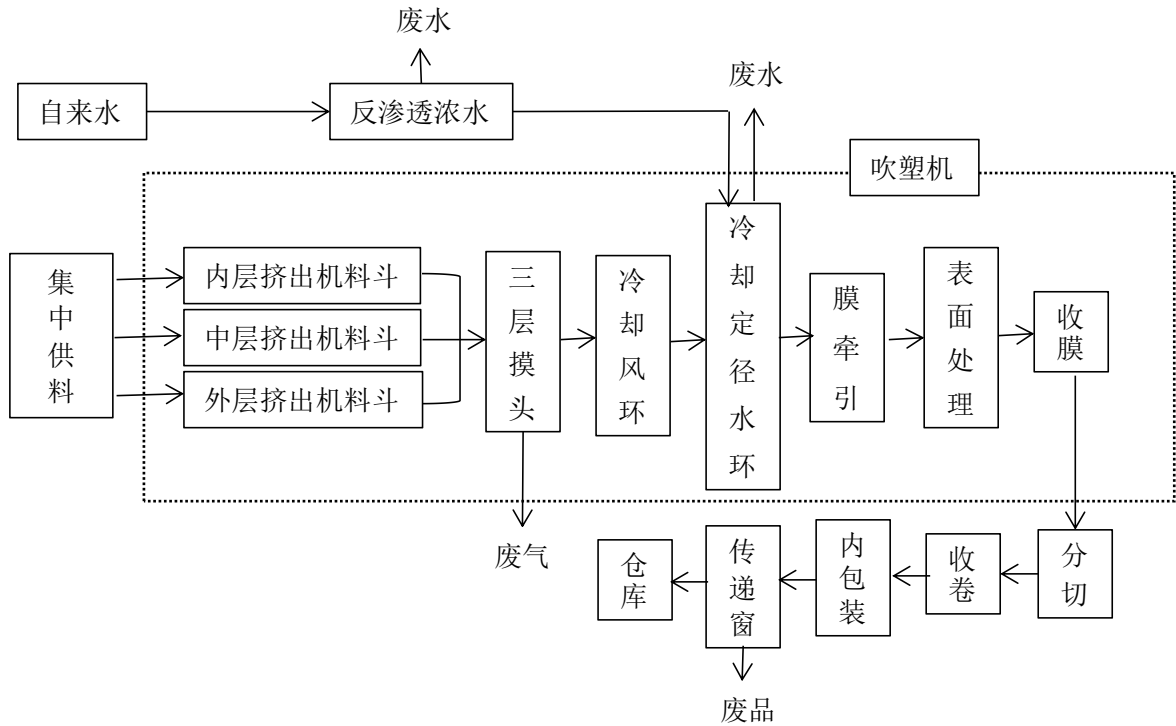 废水
废水
自来水
反渗透浓水
吹塑机
集中供料
内层挤出机料斗
中层挤出机料斗
外层挤出机料斗
三层摸头
冷却风环
冷却定径水环
膜牵引
表面处理
收膜
废气
仓库
传递窗
内包装
收卷
分切
废品